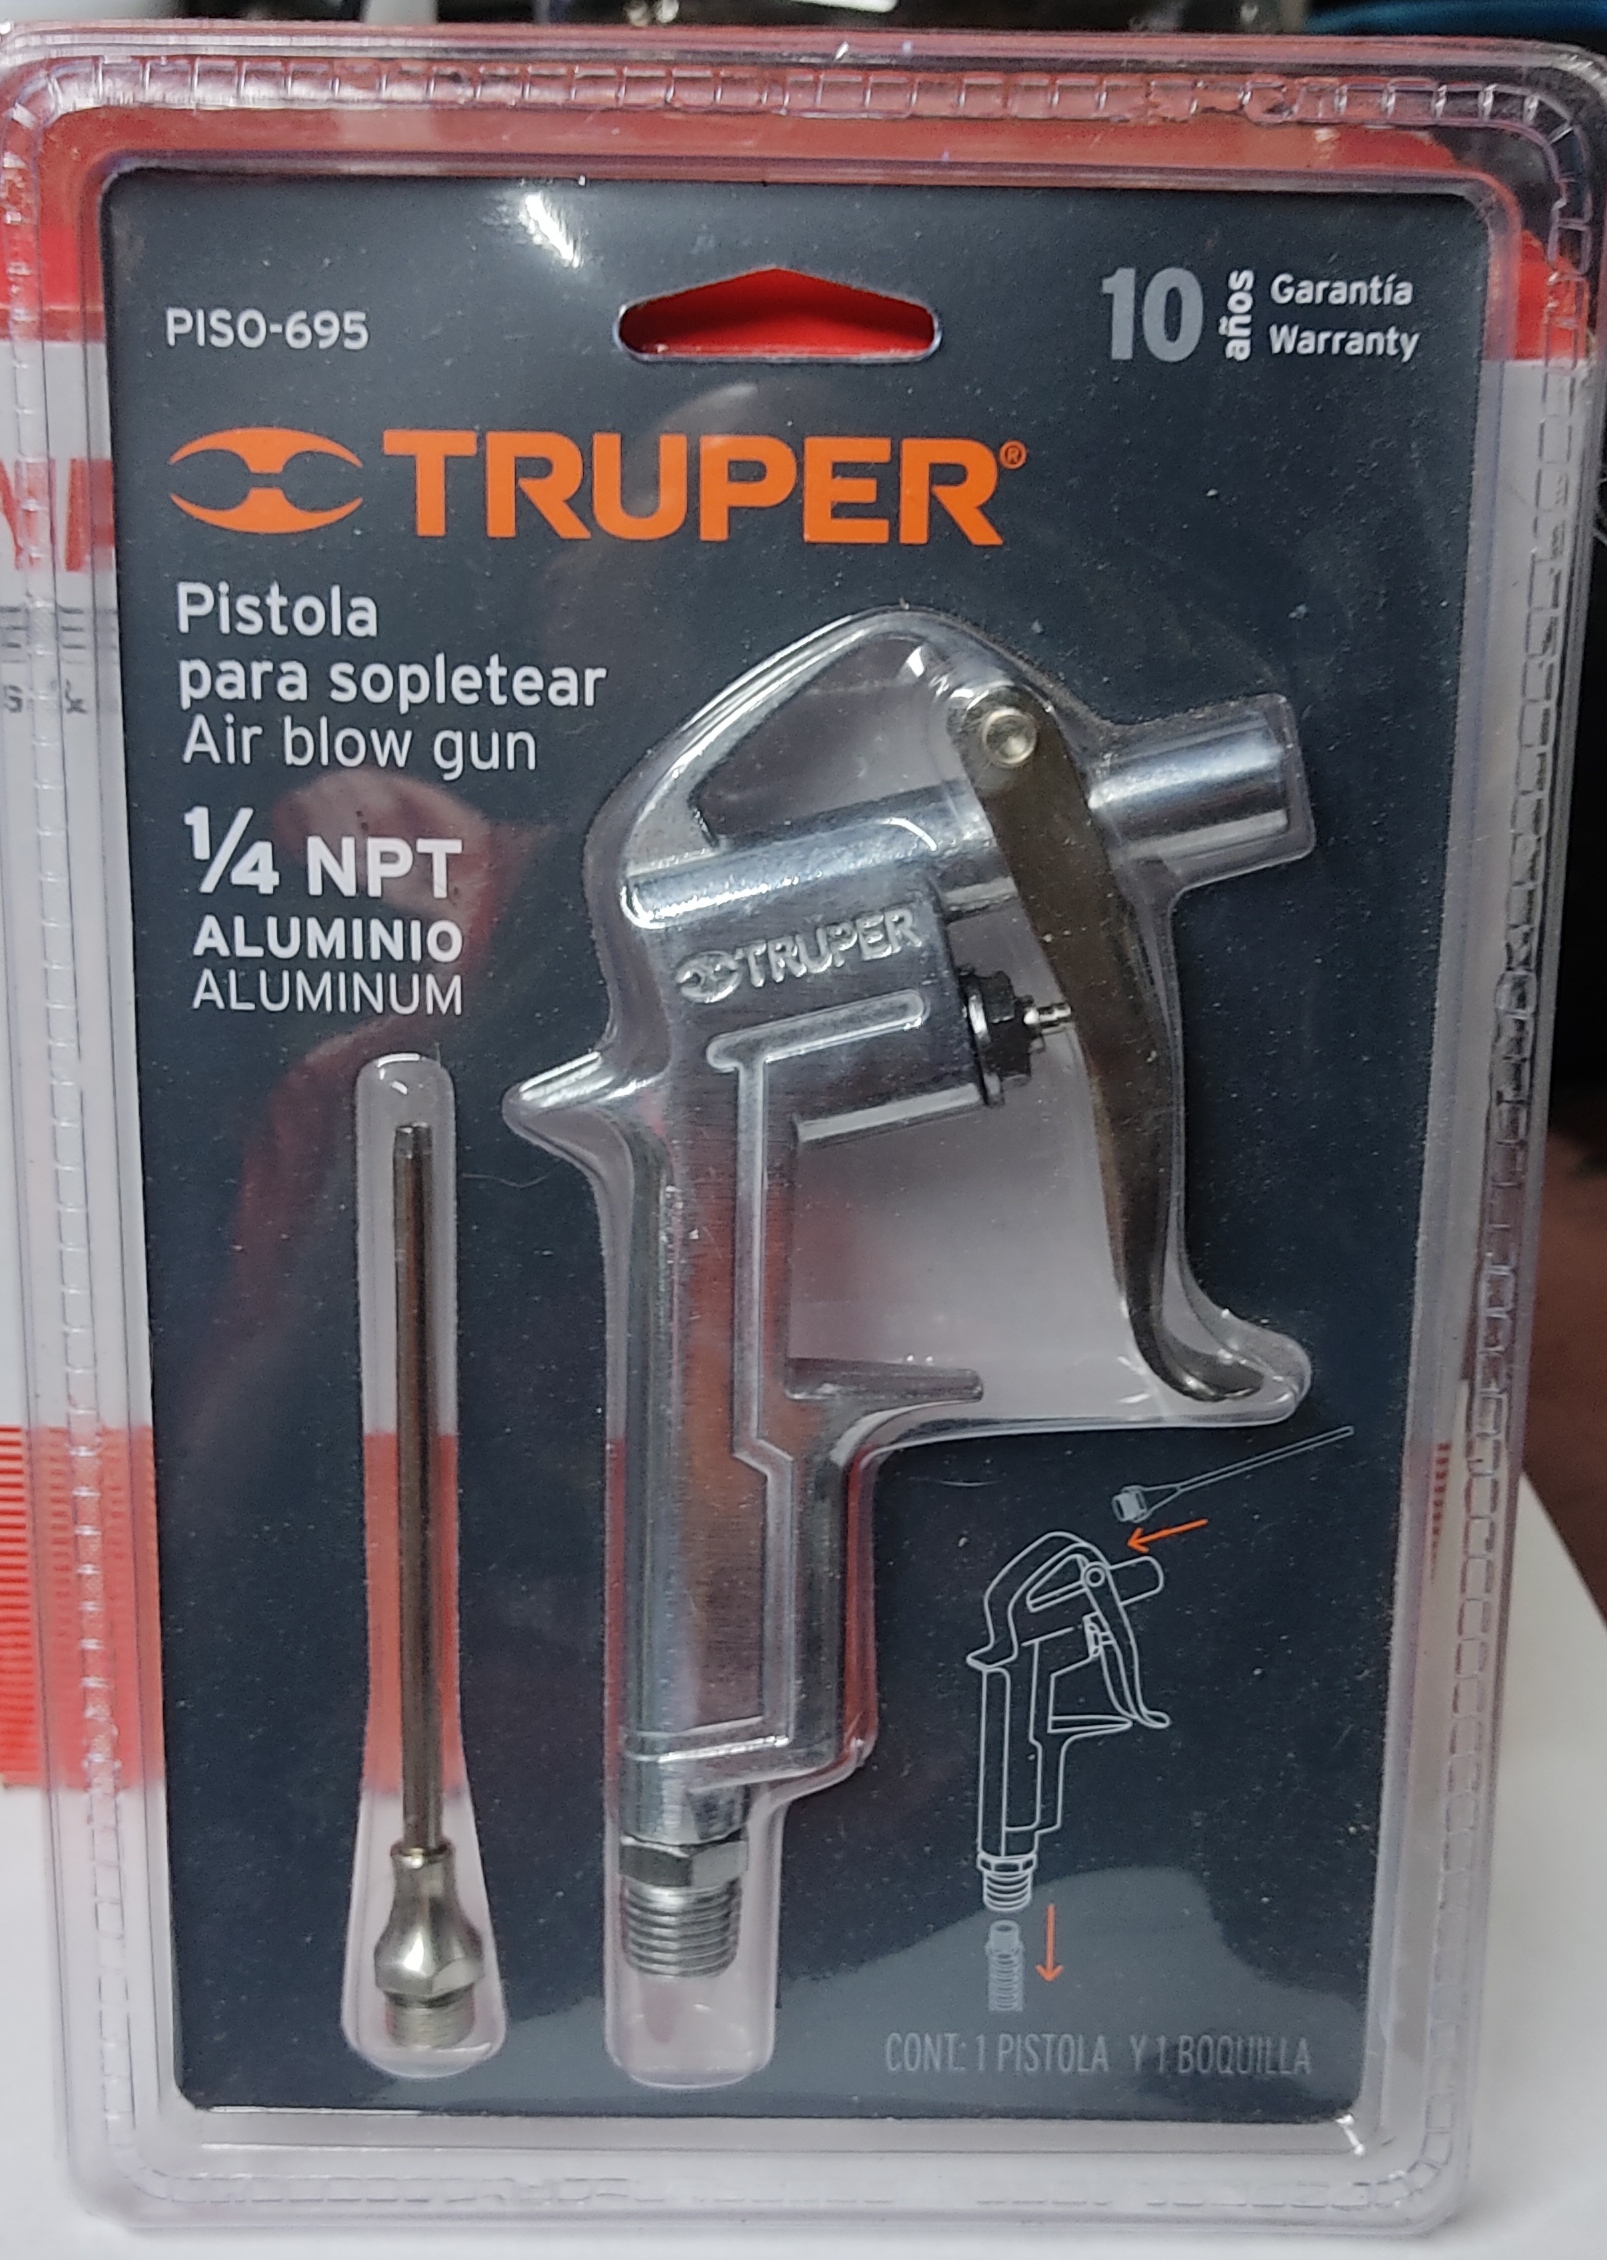 PISO-695
10 años Garantía
Warranty
TRUPER®
Pistola
para sopletear
Air blow gun
1/4 NPT
ALUMINIO
ALUMINUM
TRUPER
CONT.: 1 PISTOLA Y 1 BOQUILLA